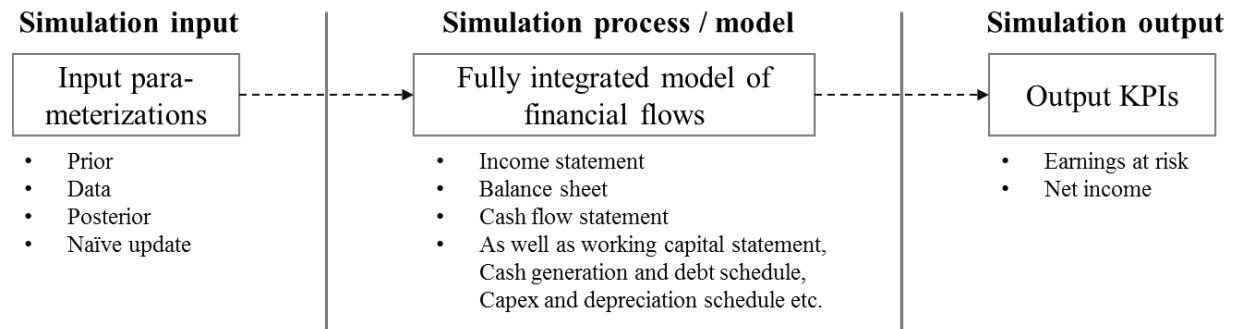 Simulation input
Input para-
meterizations
• Prior
• Data
• Posterior
• Naïve update
Simulation process / model
Fully integrated model of
financial flows
• Income statement
• Balance sheet
• Cash flow statement
• As well as working capital statement,
Cash generation and debt schedule,
Capex and depreciation schedule etc.
Simulation output
Output KPIs
• Earnings at risk
• Net income